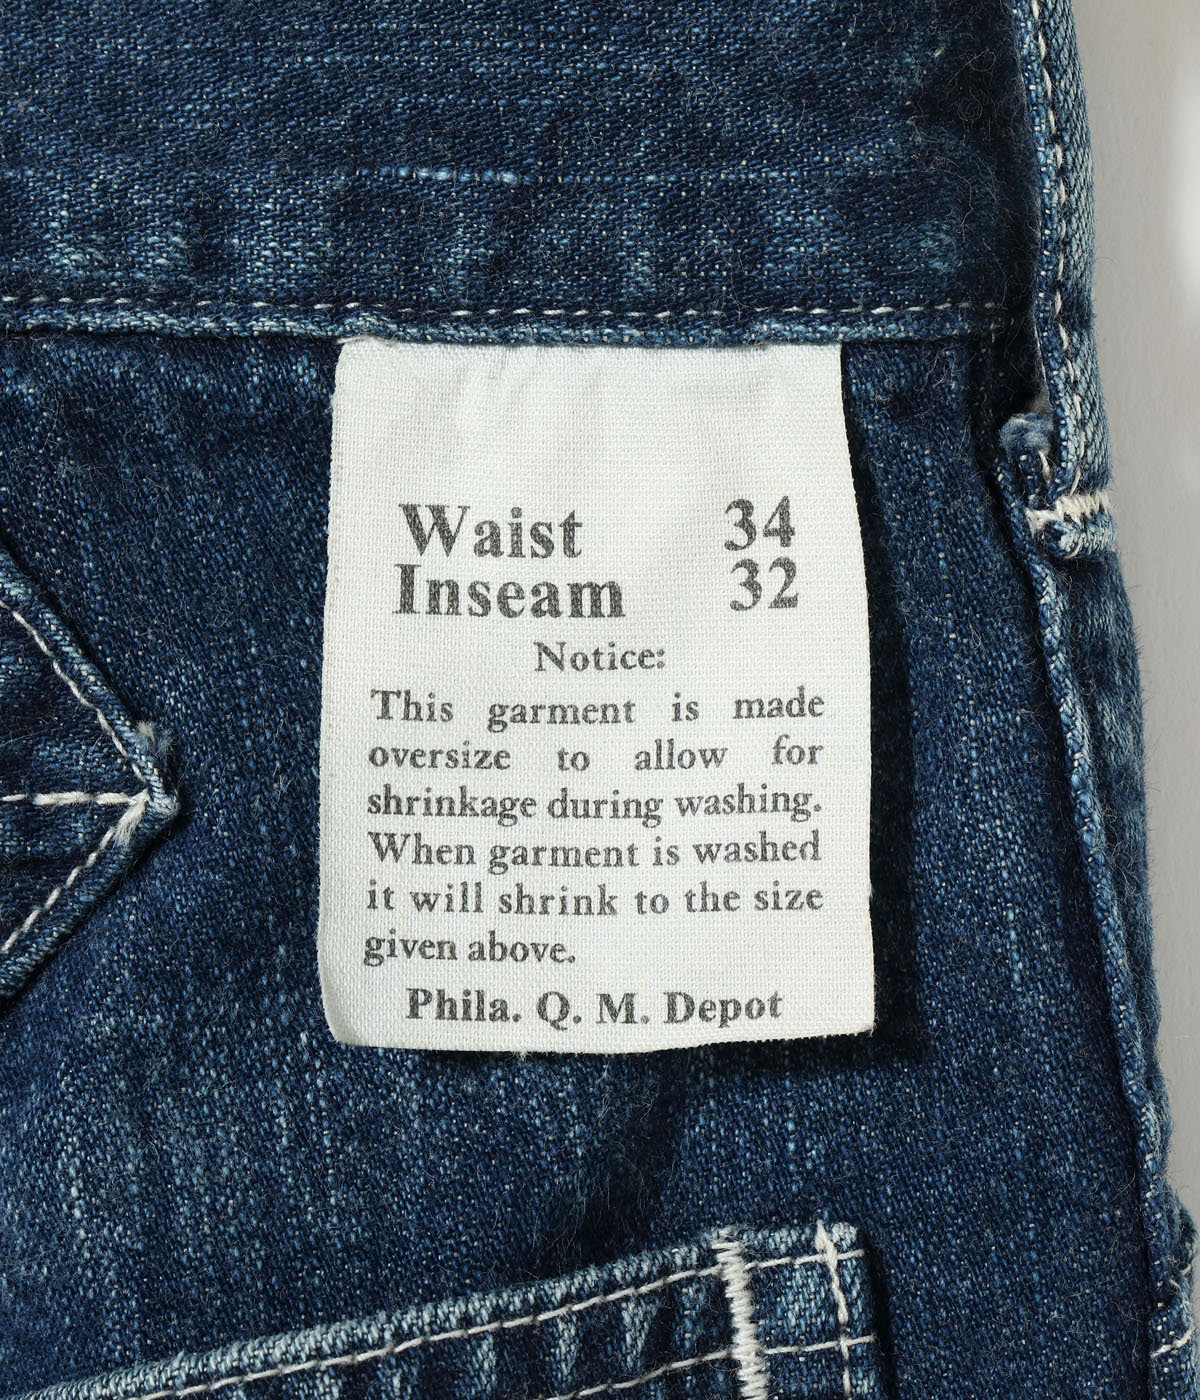 Waist 34
Inseam 32
Notice:
This garment is made
oversize to allow for
shrinkage during washing.
When garment is washed
it will shrink to the size
given above.
Phila. Q. M. Depot